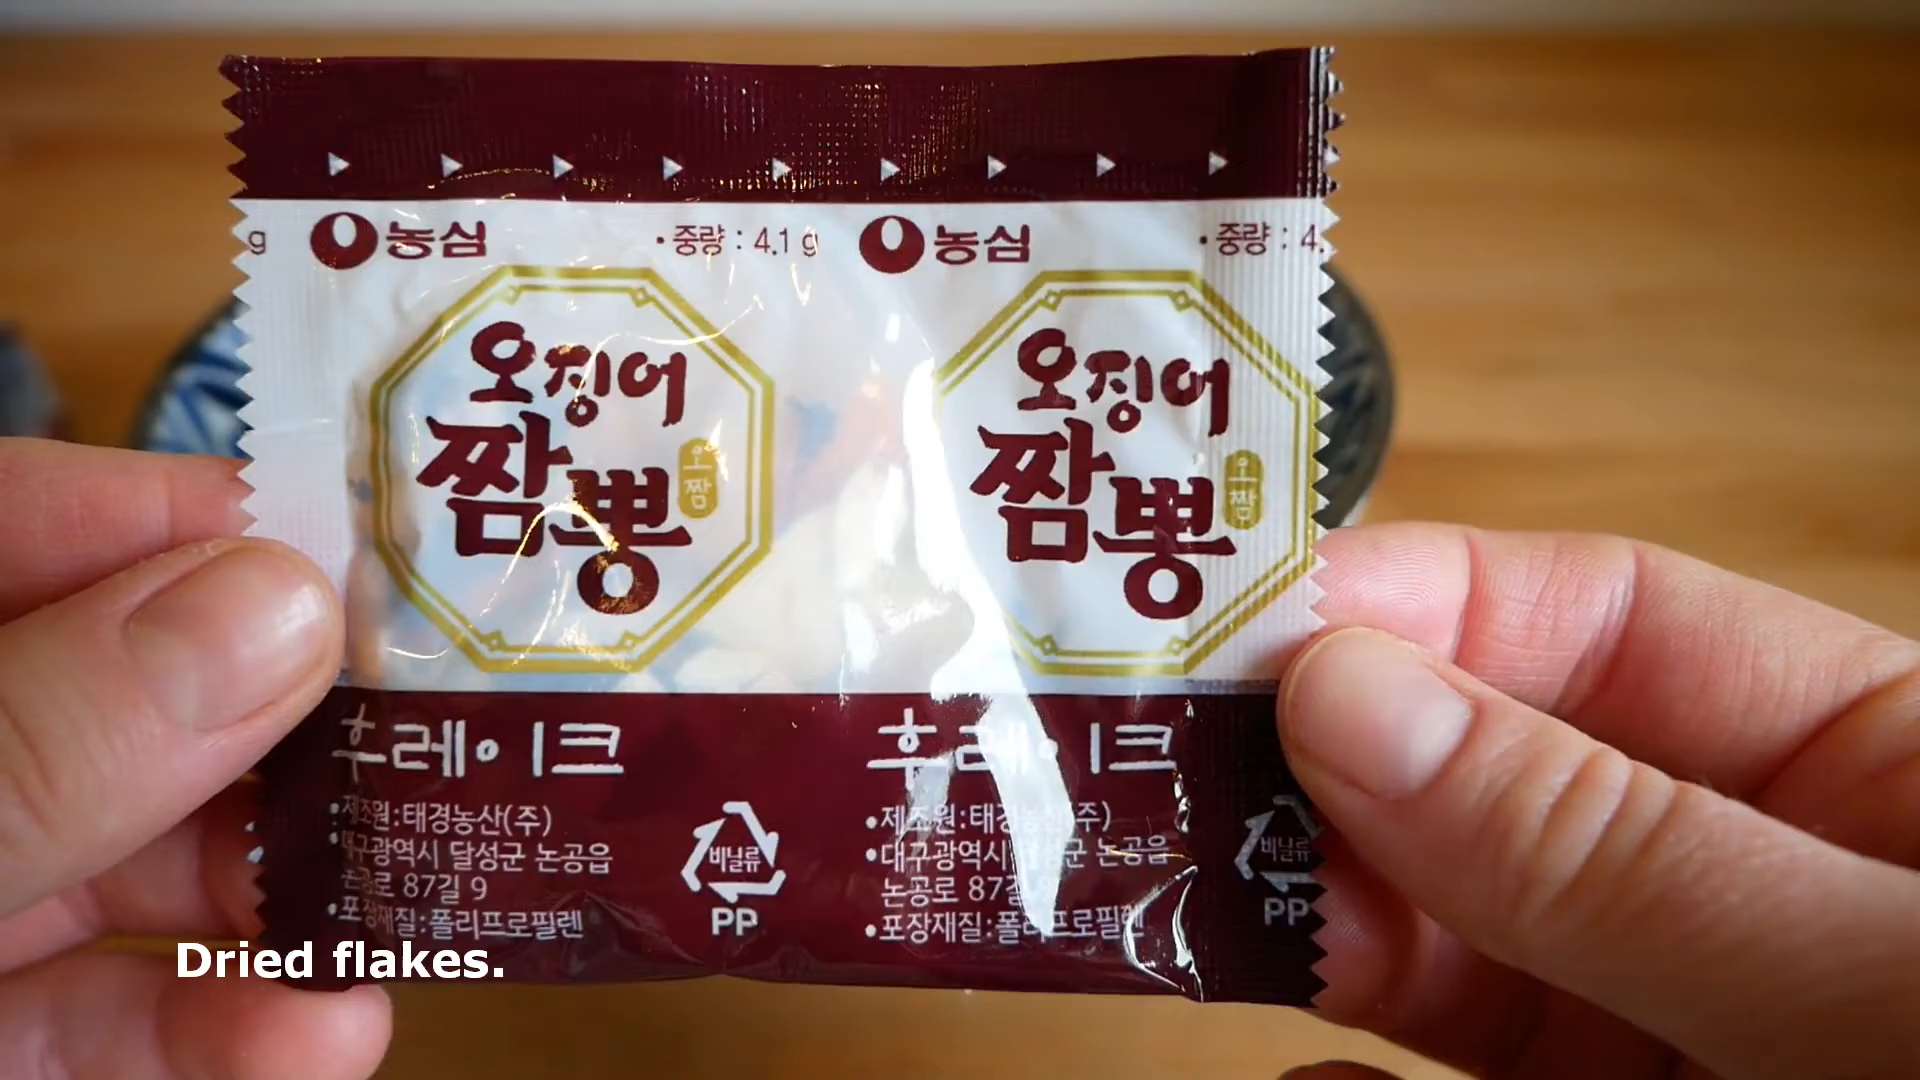 g 농심 · 중량 : 4.1 g 농심 · 중량 : 4.
오징어
짬뽕
오짬
오징어
짬뽕
오짬
후레이크
•제조원:태경농산(주)
•대구광역시 달성군 논공읍
논공로 87길 9
•포장재질:폴리프로필렌
비닐류
PP
후레이크
•제조원:태경농산(주)
•대구광역시 달성군 논공읍
논공로 87길
•포장재질:폴리프로필렌
비닐류
PP
Dried flakes.